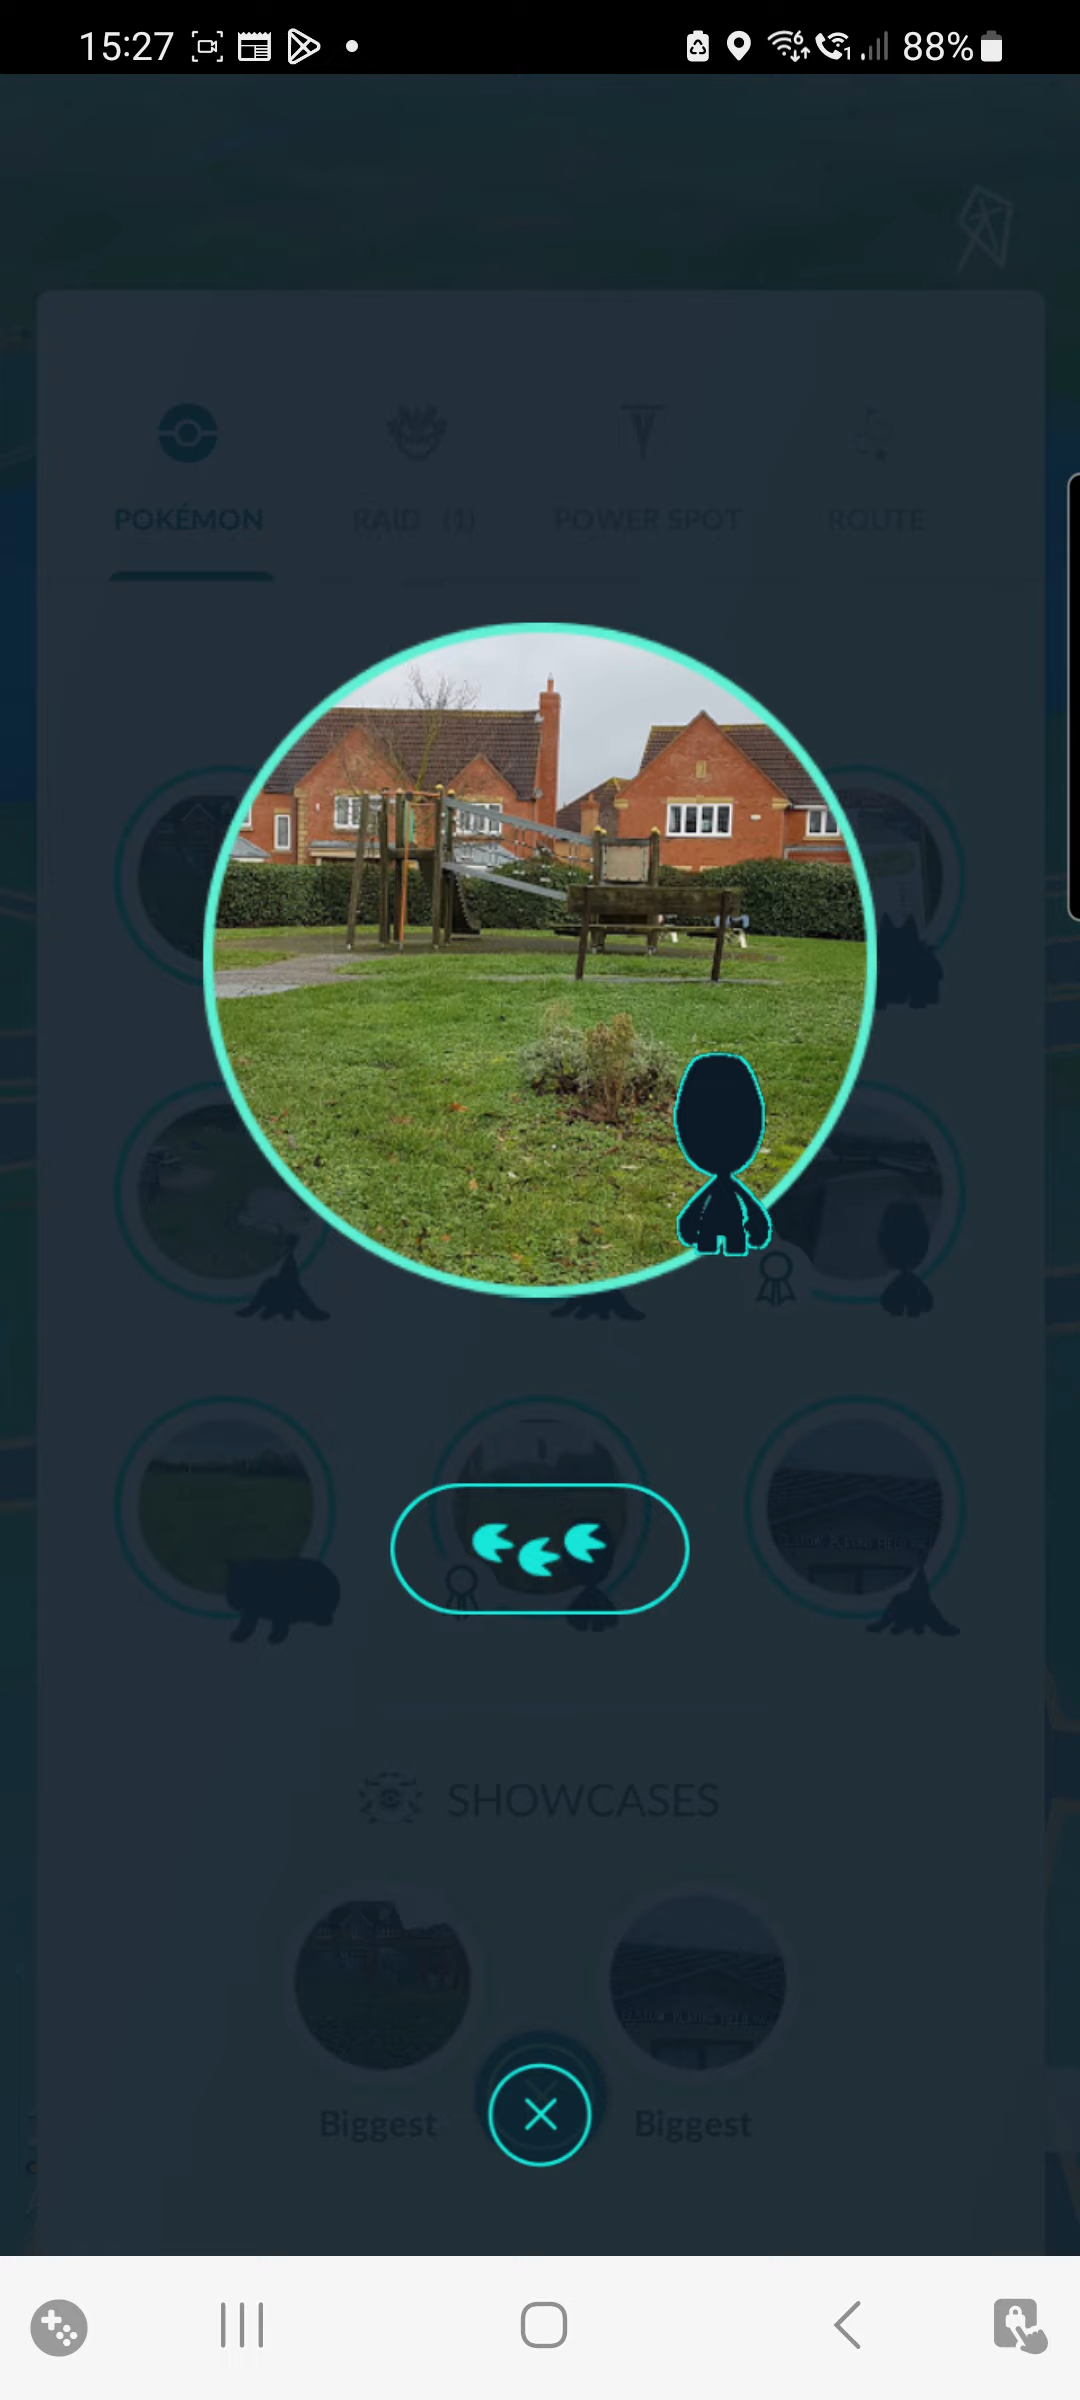 15:27
88%
POKÉMON
RAID (1)
POWER SPOT
ROUTE
SHOWCASES
Biggest
Biggest